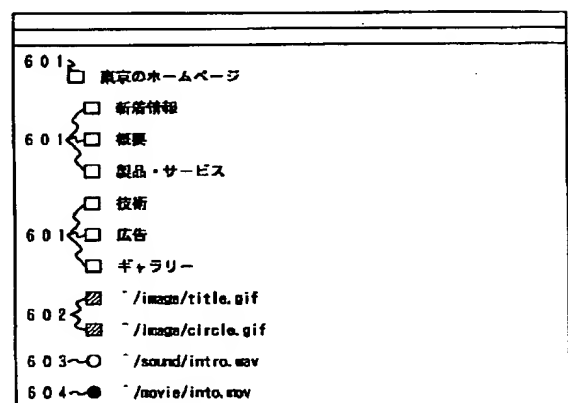 601
東京のホームページ
新着情報
601 概要
製品・サービス
技術
601 広告
ギャラリー
~/image/title.gif
602
~/image/circle.gif
603 ~/sound/intro.wav
604 ~/movie/into.mov